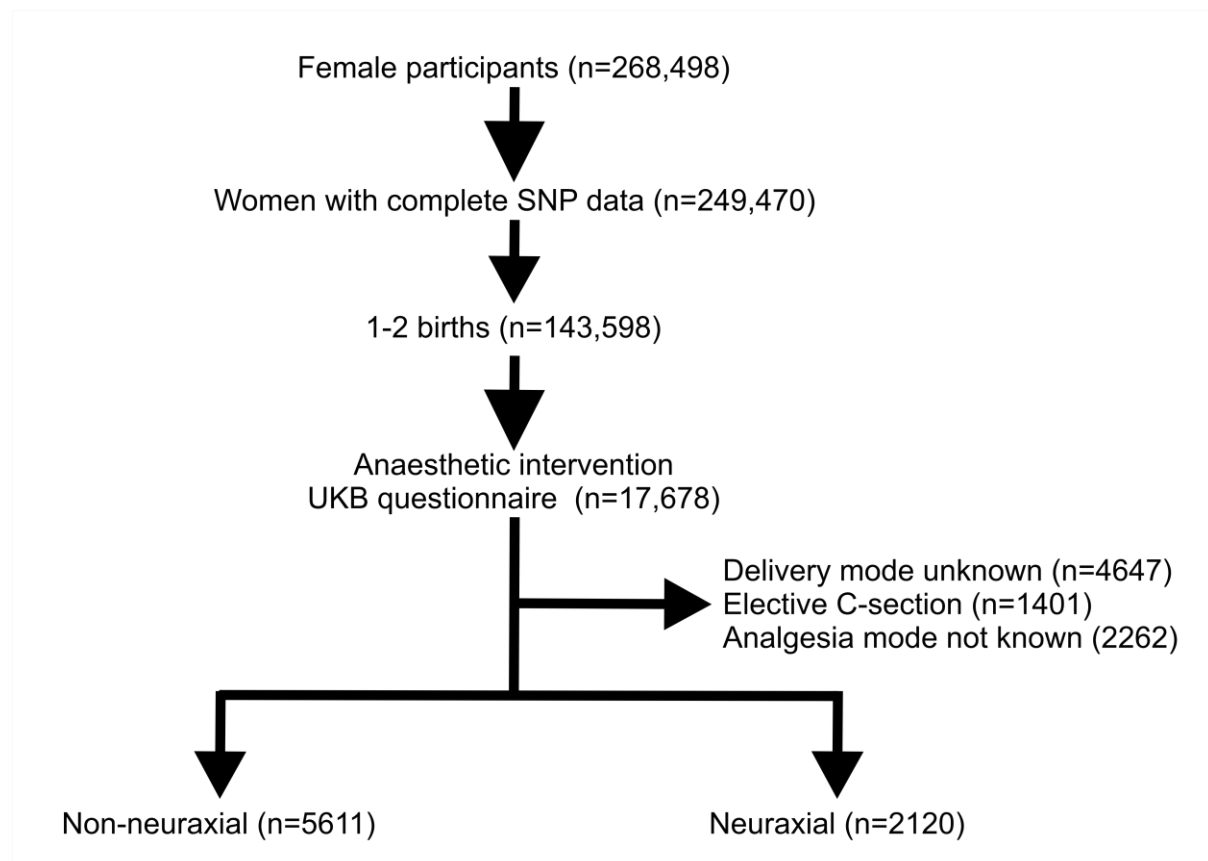 Female participants (n=268,498)
Women with complete SNP data (n=249,470)
1-2 births (n=143,598)
Anaesthetic intervention
UKB questionnaire  (n=17,678)
Delivery mode unknown (n=4647)
Elective C-section (n=1401)
Analgesia mode not known (2262)
Non-neuraxial (n=5611)
Neuraxial (n=2120)